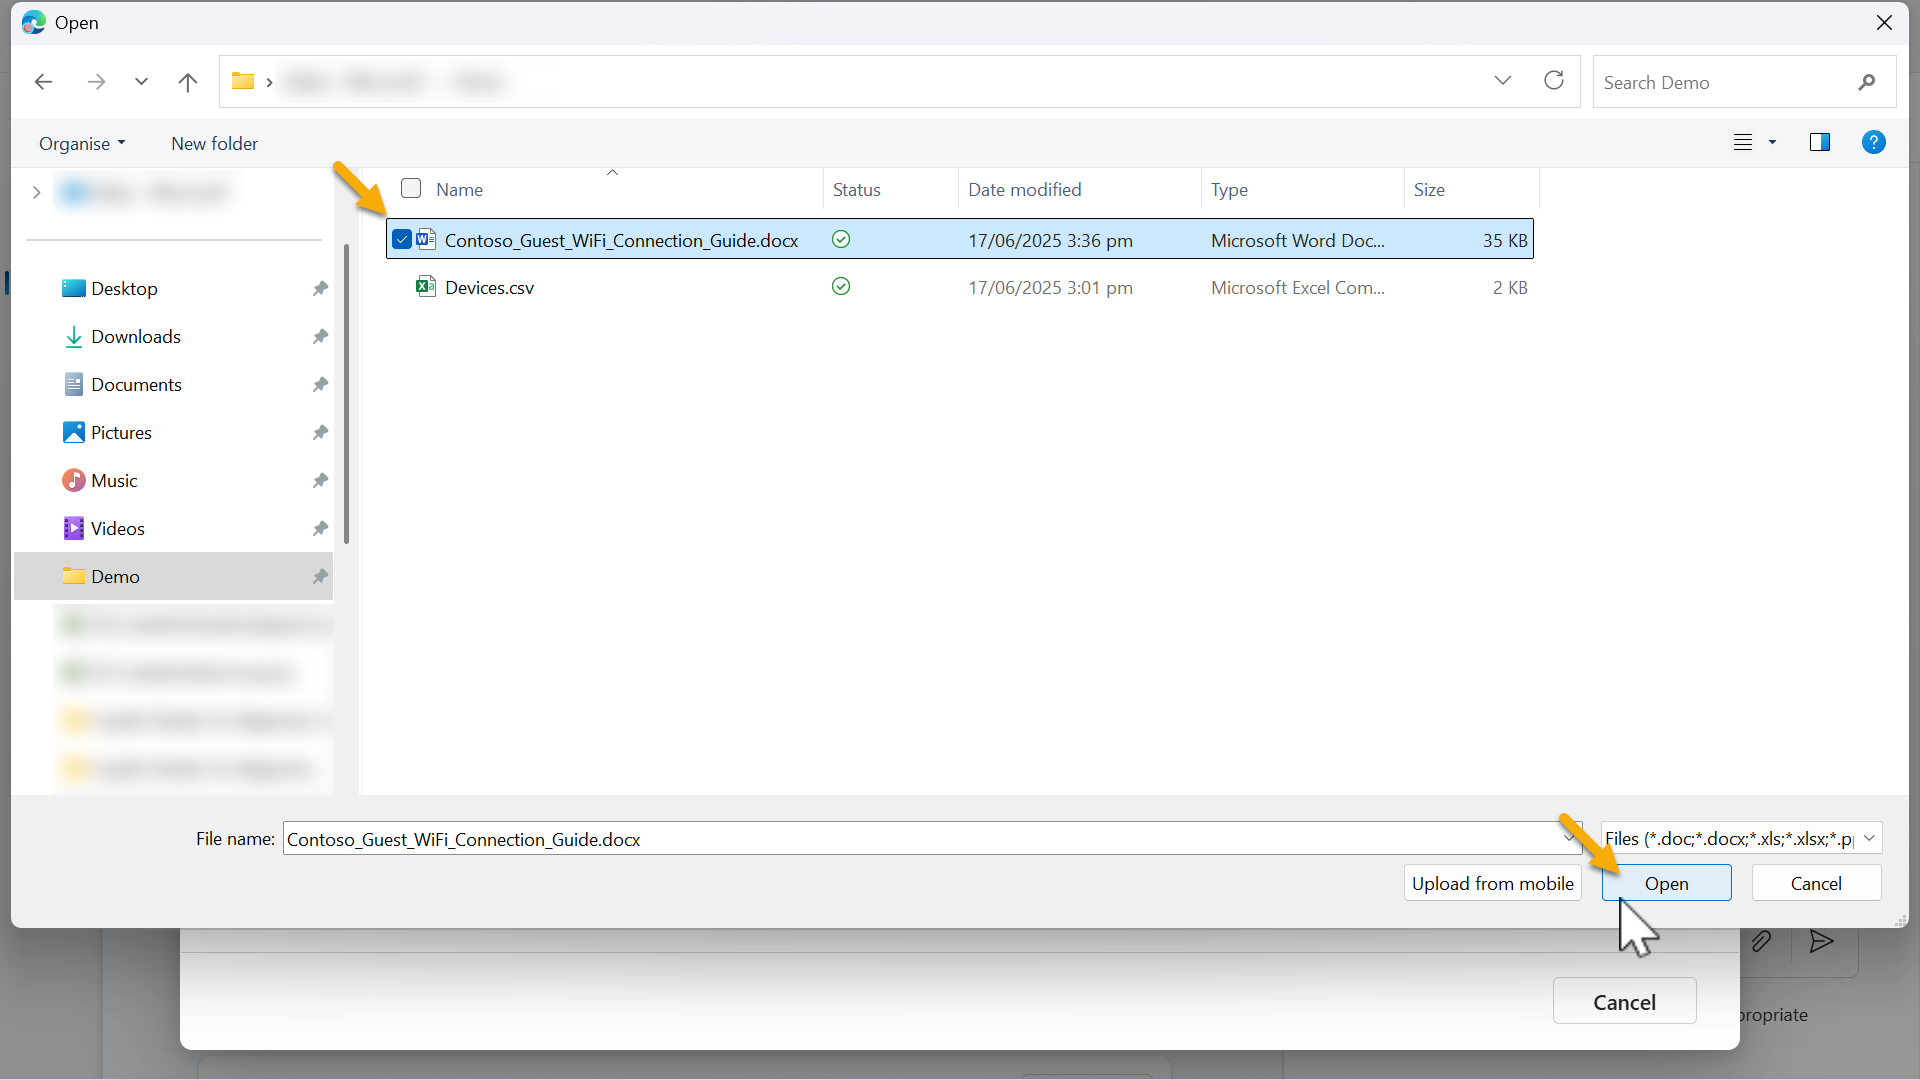 Open
Search Demo
Organise
New folder
Name
Status
Date modified
Type
Size
Contoso_Guest_WiFi_Connection_Guide.docx
17/06/2025 3:36 pm
Microsoft Word Doc...
35 KB
Devices.csv
17/06/2025 3:01 pm
Microsoft Excel Com...
2 KB
Desktop
Downloads
Documents
Pictures
Music
Videos
Demo
File name:
Contoso_Guest_WiFi_Connection_Guide.docx
Files (*.doc;*.docx;*.xls;*.xlsx;*.p
Upload from mobile
Open
Cancel
Cancel
propriate